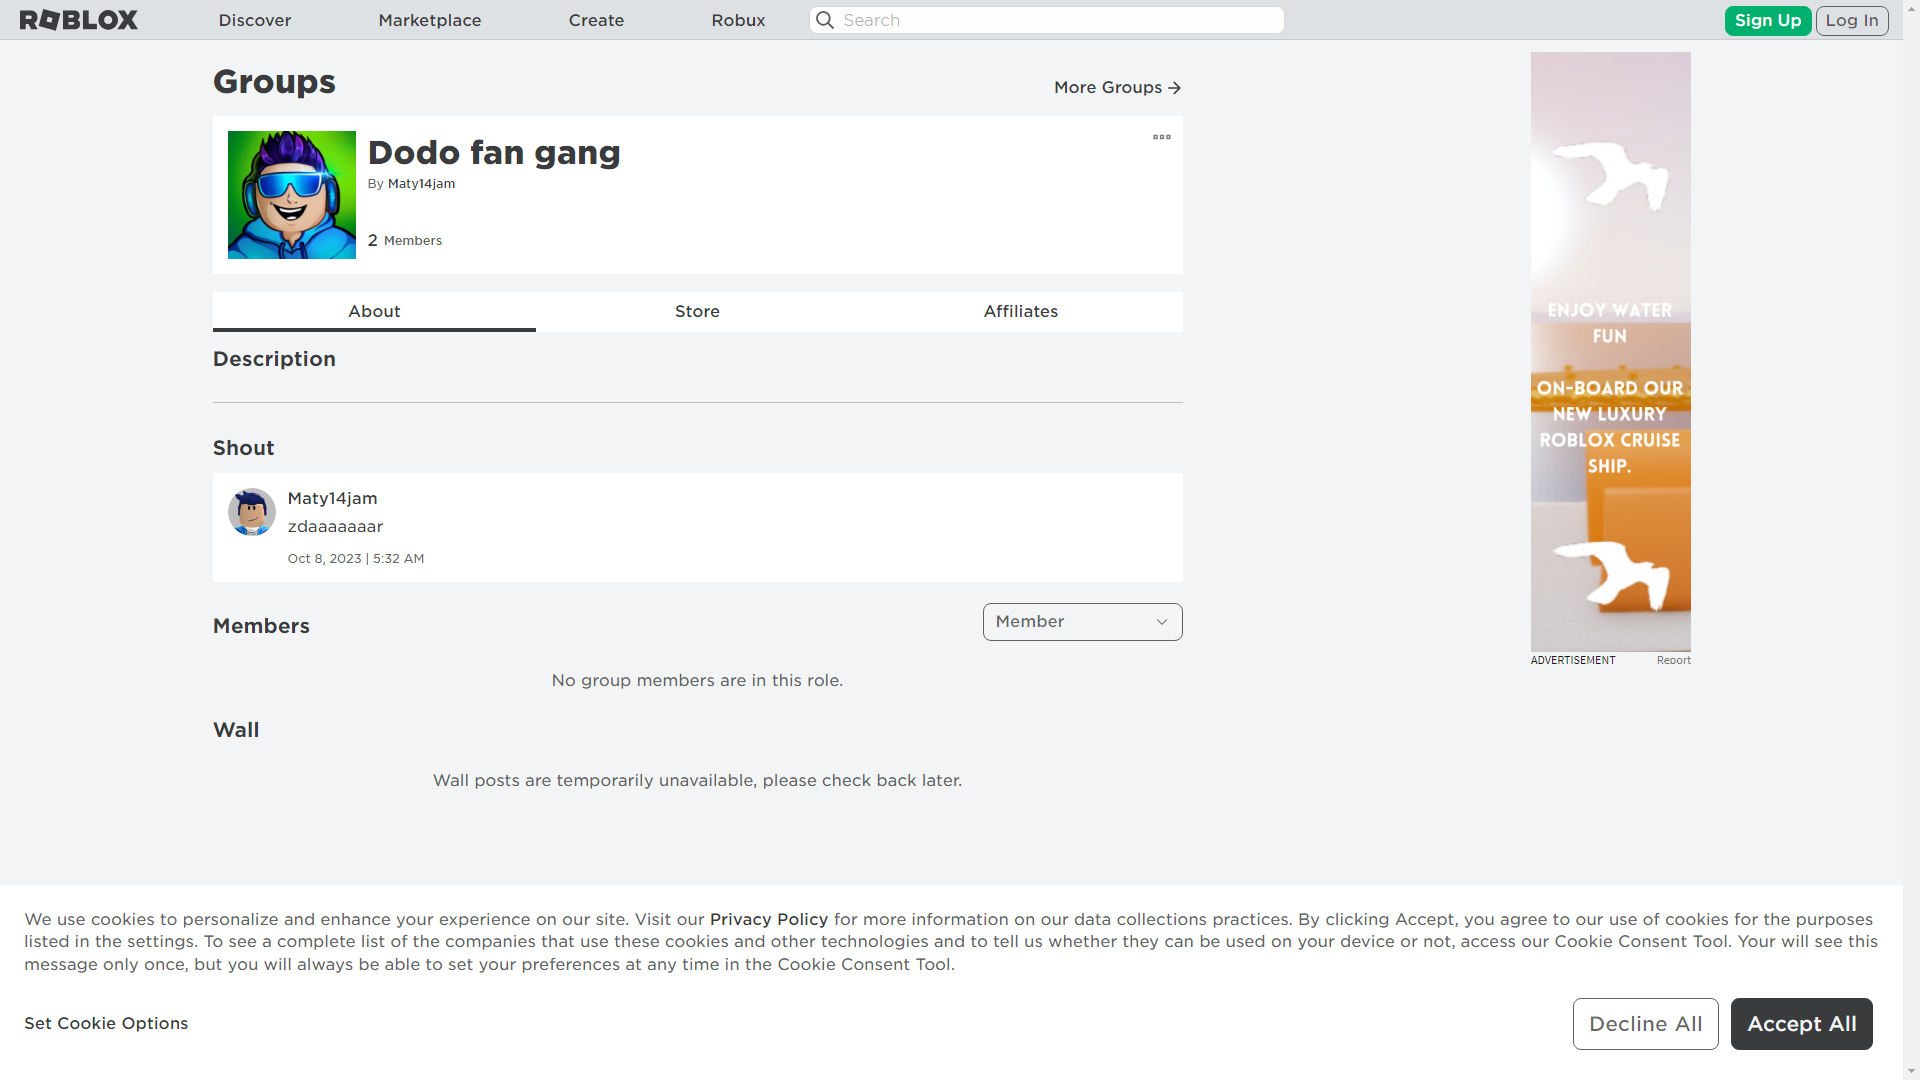 ROBLOX
Discover
Marketplace
Create
Robux
Search
Sign Up
Log In
Groups
More Groups
Dodo fan gang
By Maty14jam
2 Members
About
Store
Affiliates
Description
Shout
Maty14jam
zdaaaaaaar
Oct 8, 2023 | 5:32 AM
Members
Member
No group members are in this role.
Wall
Wall posts are temporarily unavailable, please check back later.
ENJOY WATER
FUN
ON-BOARD OUR
NEW LUXURY
ROBLOX CRUISE
SHIP.
ADVERTISEMENT
Report
We use cookies to personalize and enhance your experience on our site. Visit our Privacy Policy for more information on our data collections practices. By clicking Accept, you agree to our use of cookies for the purposes
listed in the settings. To see a complete list of the companies that use these cookies and other technologies and to tell us whether they can be used on your device or not, access our Cookie Consent Tool. Your will see this
message only once, but you will always be able to set your preferences at any time in the Cookie Consent Tool.
Set Cookie Options
Decline All
Accept All